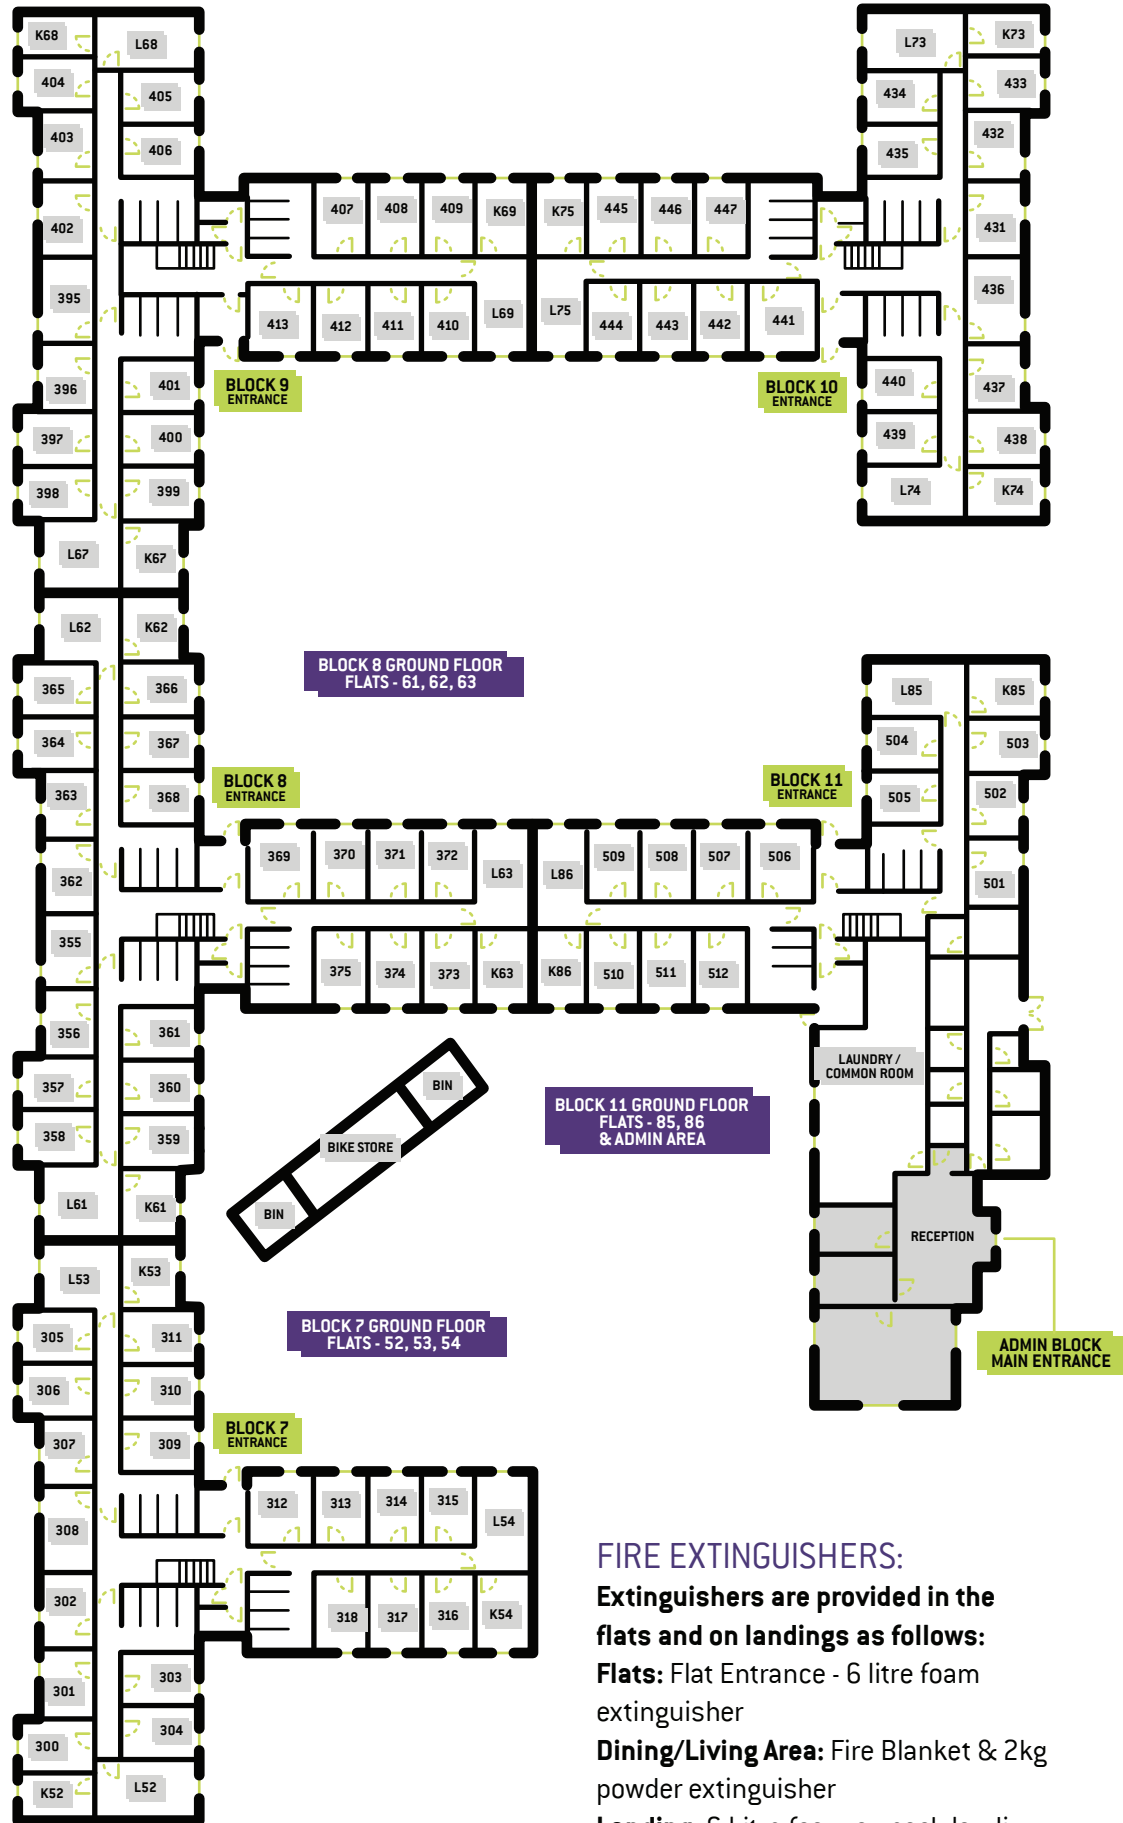 K68
L68
404
405
403
406
402
395
396
401
397
400
398
399
L67
K67
407
408
409
K69
K75
445
446
447
413
412
411
410
L69
L75
444
443
442
441
BLOCK 9
ENTRANCE
BLOCK 10
ENTRANCE
L73
K73
434
433
435
432
431
436
440
437
439
438
L74
K74
L62
K62
365
366
364
367
363
368
362
355
356
361
357
360
358
359
L61
K61
BLOCK 8 GROUND FLOOR
FLATS - 61, 62, 63
BLOCK 8
ENTRANCE
BLOCK 11
ENTRANCE
369
370
371
372
L63
L86
509
508
507
506
375
374
373
K63
K86
510
511
512
L85
K85
504
503
505
502
501
LAUNDRY /
COMMON ROOM
BIN
BIKE STORE
BIN
BLOCK 11 GROUND FLOOR
FLATS - 85, 86
& ADMIN AREA
RECEPTION
ADMIN BLOCK
MAIN ENTRANCE
L53
K53
305
311
306
310
307
309
308
302
301
303
300
304
K52
L52
BLOCK 7 GROUND FLOOR
FLATS - 52, 53, 54
BLOCK 7
ENTRANCE
312
313
314
315
L54
318
317
316
K54
FIRE EXTINGUISHERS:
Extinguishers are provided in the
flats and on landings as follows:
Flats: Flat Entrance - 6 litre foam
extinguisher
Dining/Living Area: Fire Blanket & 2kg
powder extinguisher